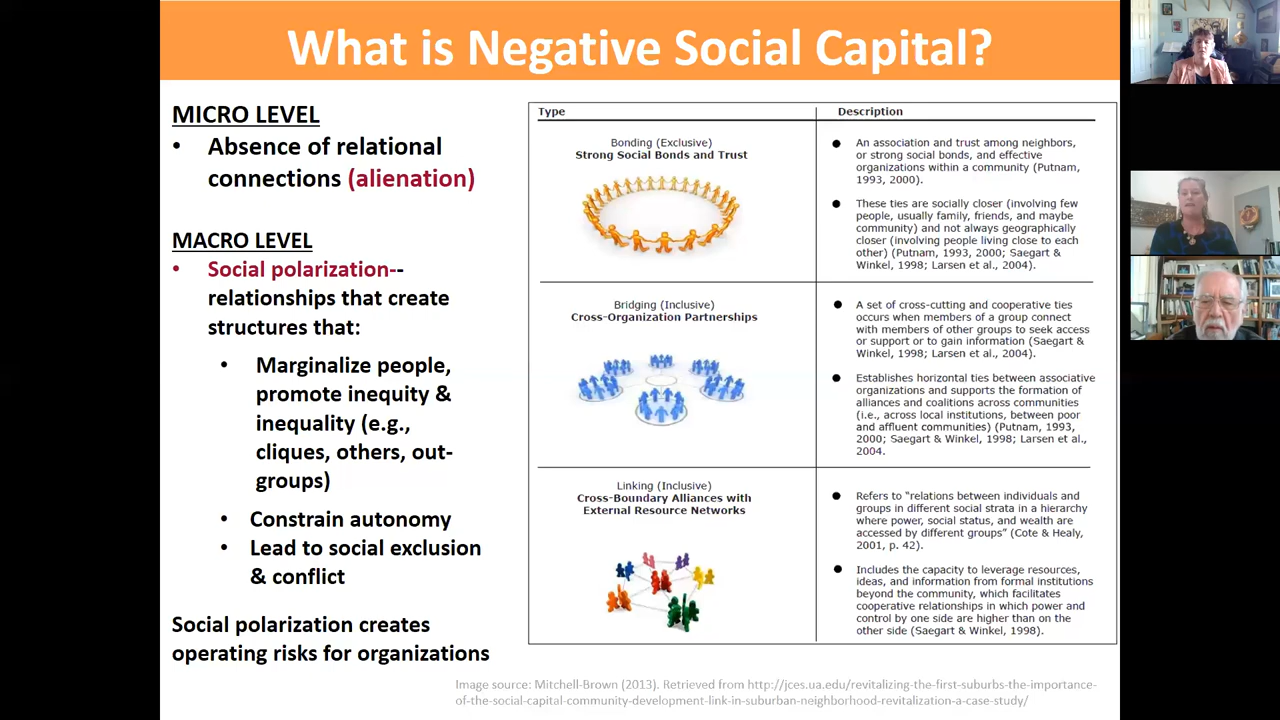 What is Negative Social Capital?
MICRO LEVEL
• Absence of relational
connections (alienation)
MACRO LEVEL
• Social polarization--
relationships that create
structures that:
• Marginalize people,
promote inequity &
inequality (e.g.,
cliques, others, out-
groups)
• Constrain autonomy
• Lead to social exclusion
& conflict
Social polarization creates
operating risks for organizations
Type Description
Bonding (Exclusive)
Strong Social Bonds and Trust
● An association and trust among neighbors,
or strong social bonds, and effective
organizations within a community (Putnam,
1993, 2000).
● These ties are socially closer (involving few
people, usually family, friends, and maybe
community) and not always geographically
closer (involving people living close to each
other) (Putnam, 1993, 2000; Saegart &
Winkel, 1998; Larsen et al., 2004).
Bridging (Inclusive)
Cross-Organization Partnerships
● A set of cross-cutting and cooperative ties
occurs when members of a group connect
with members of other groups to seek access
or support or to gain information (Saegart &
Winkel, 1998; Larsen et al., 2004).
● Establishes horizontal ties between associative
organizations and supports the formation of
alliances and coalitions across communities
(i.e., across local institutions, between poor
and affluent communities) (Putnam, 1993,
2000; Saegart & Winkel, 1998; Larsen et al.,
2004.
Linking (Inclusive)
Cross-Boundary Alliances with
External Resource Networks
● Refers to “relations between individuals and
groups in different social strata in a hierarchy
where power, social status, and wealth are
accessed by different groups” (Cote & Healy,
2001, p. 42).
● Includes the capacity to leverage resources,
ideas, and information from formal institutions
beyond the community, which facilitates
cooperative relationships in which power and
control by one side are higher than on the
other side (Saegart & Winkel, 1998).
Image source: Mitchell-Brown (2013). Retrieved from http://jces.ua.edu/revitalizing-the-first-suburbs-the-importance-
of-the-social-capital-community-development-link-in-suburban-neighborhood-revitalization-a-case-study/